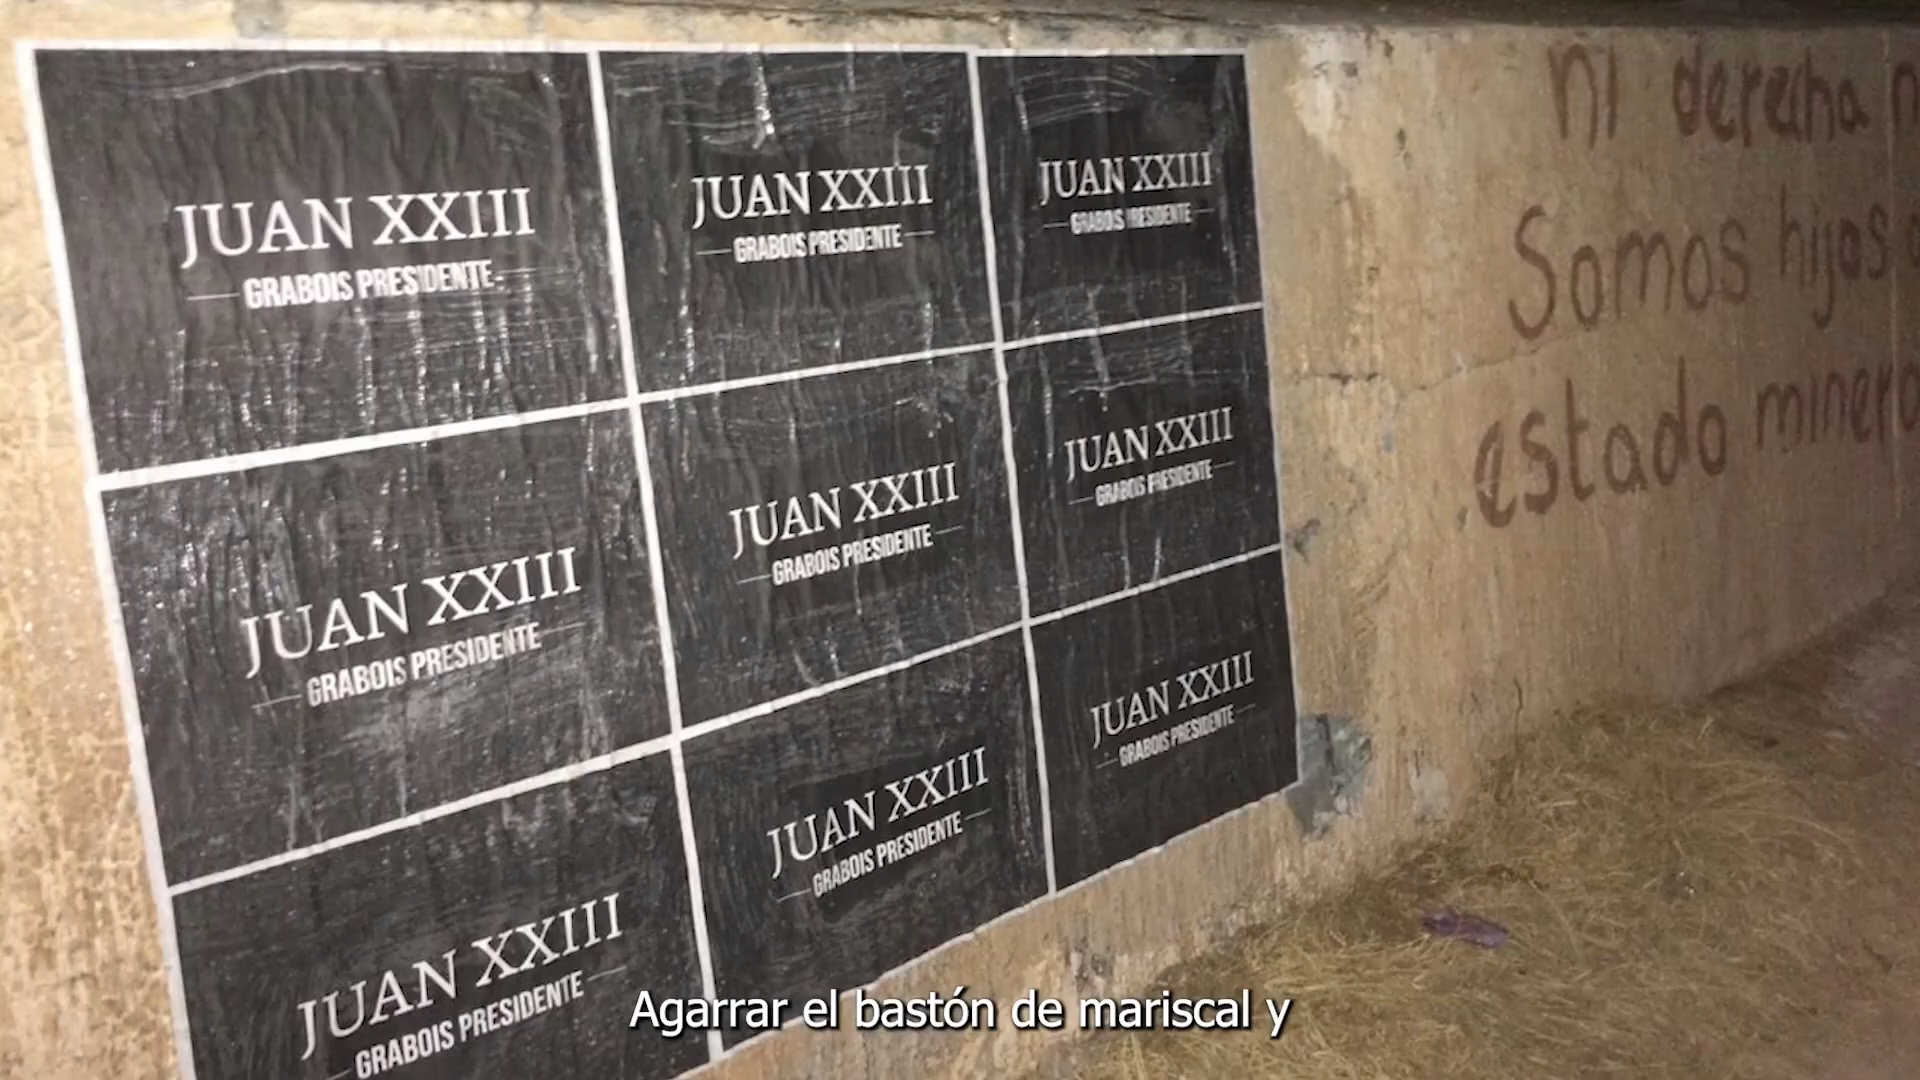 JUAN XXIII
GRABOIS PRESIDENTE
JUAN XXIII
GRABOIS PRESIDENTE
JUAN XXIII
GRABOIS PRESIDENTE
JUAN XXIII
GRABOIS PRESIDENTE
JUAN XXIII
GRABOIS PRESIDENTE
JUAN XXIII
GRABOIS PRESIDENTE
JUAN XXIII
GRABOIS PRESIDENTE
JUAN XXIII
GRABOIS PRESIDENTE
JUAN XXIII
GRABOIS PRESIDENTE
ni derecha
Somos hijos
estado minero
Agarrar el bastón de mariscal y